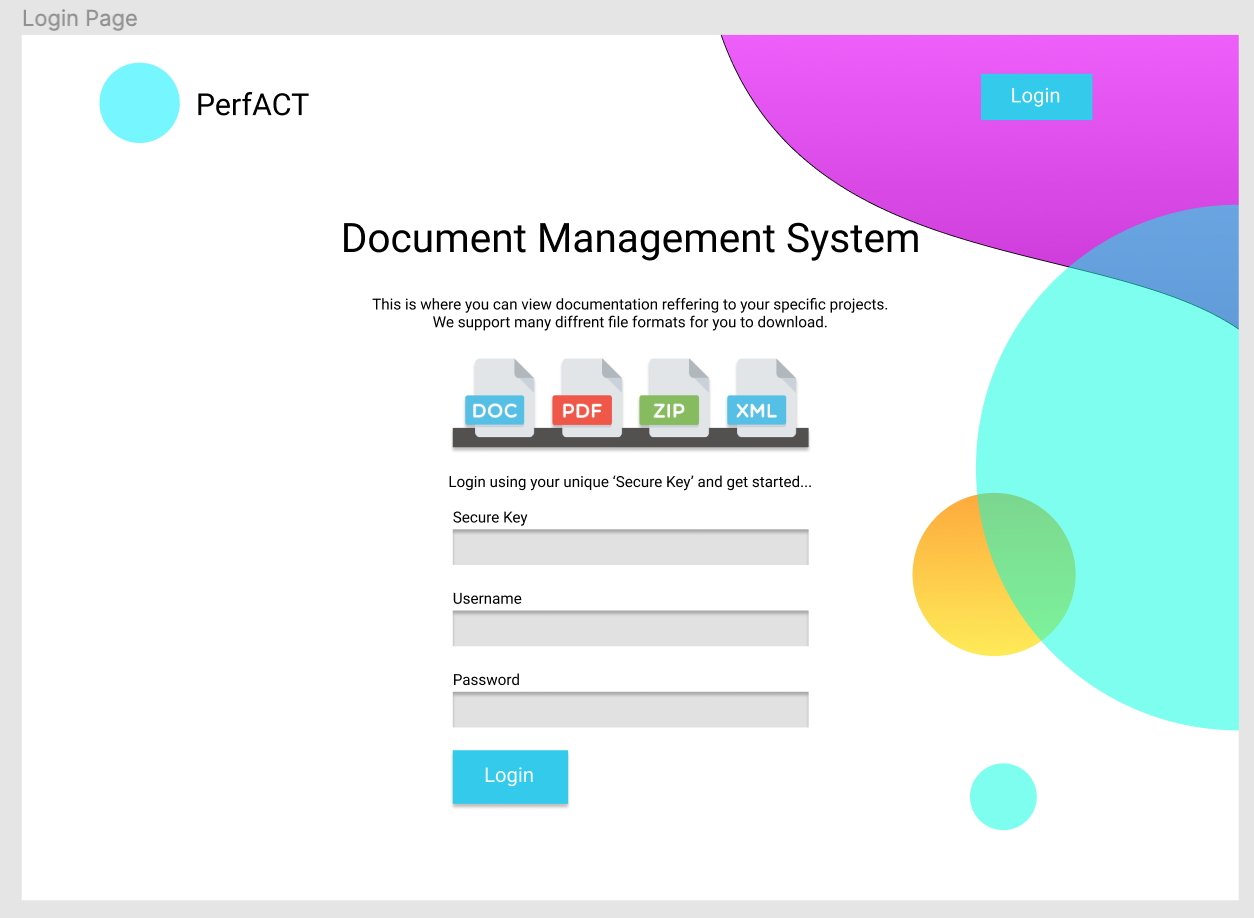 Login Page
PerfACT
Login
Document Management System
This is where you can view documentation reffering to your specific projects.
We support many diffrent file formats for you to download.
DOC PDF ZIP XML
Login using your unique ‘Secure Key’ and get started...
Secure Key
Username
Password
Login